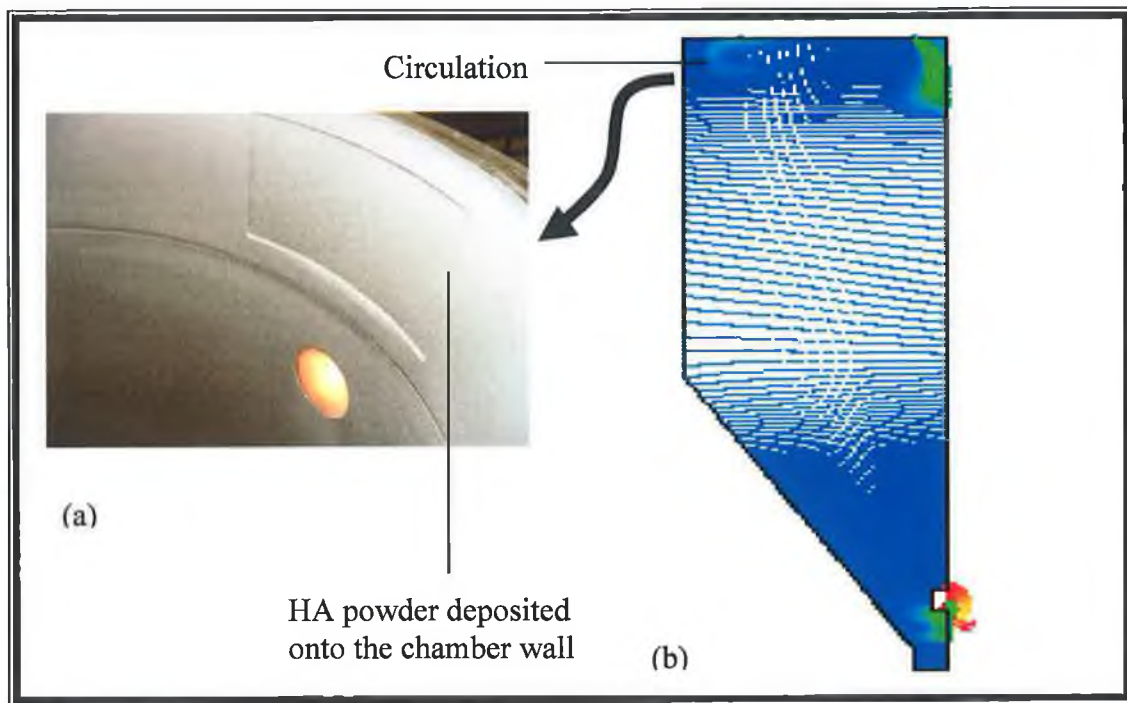 Circulation
(a)
HA powder deposited
onto the chamber wall
(b)